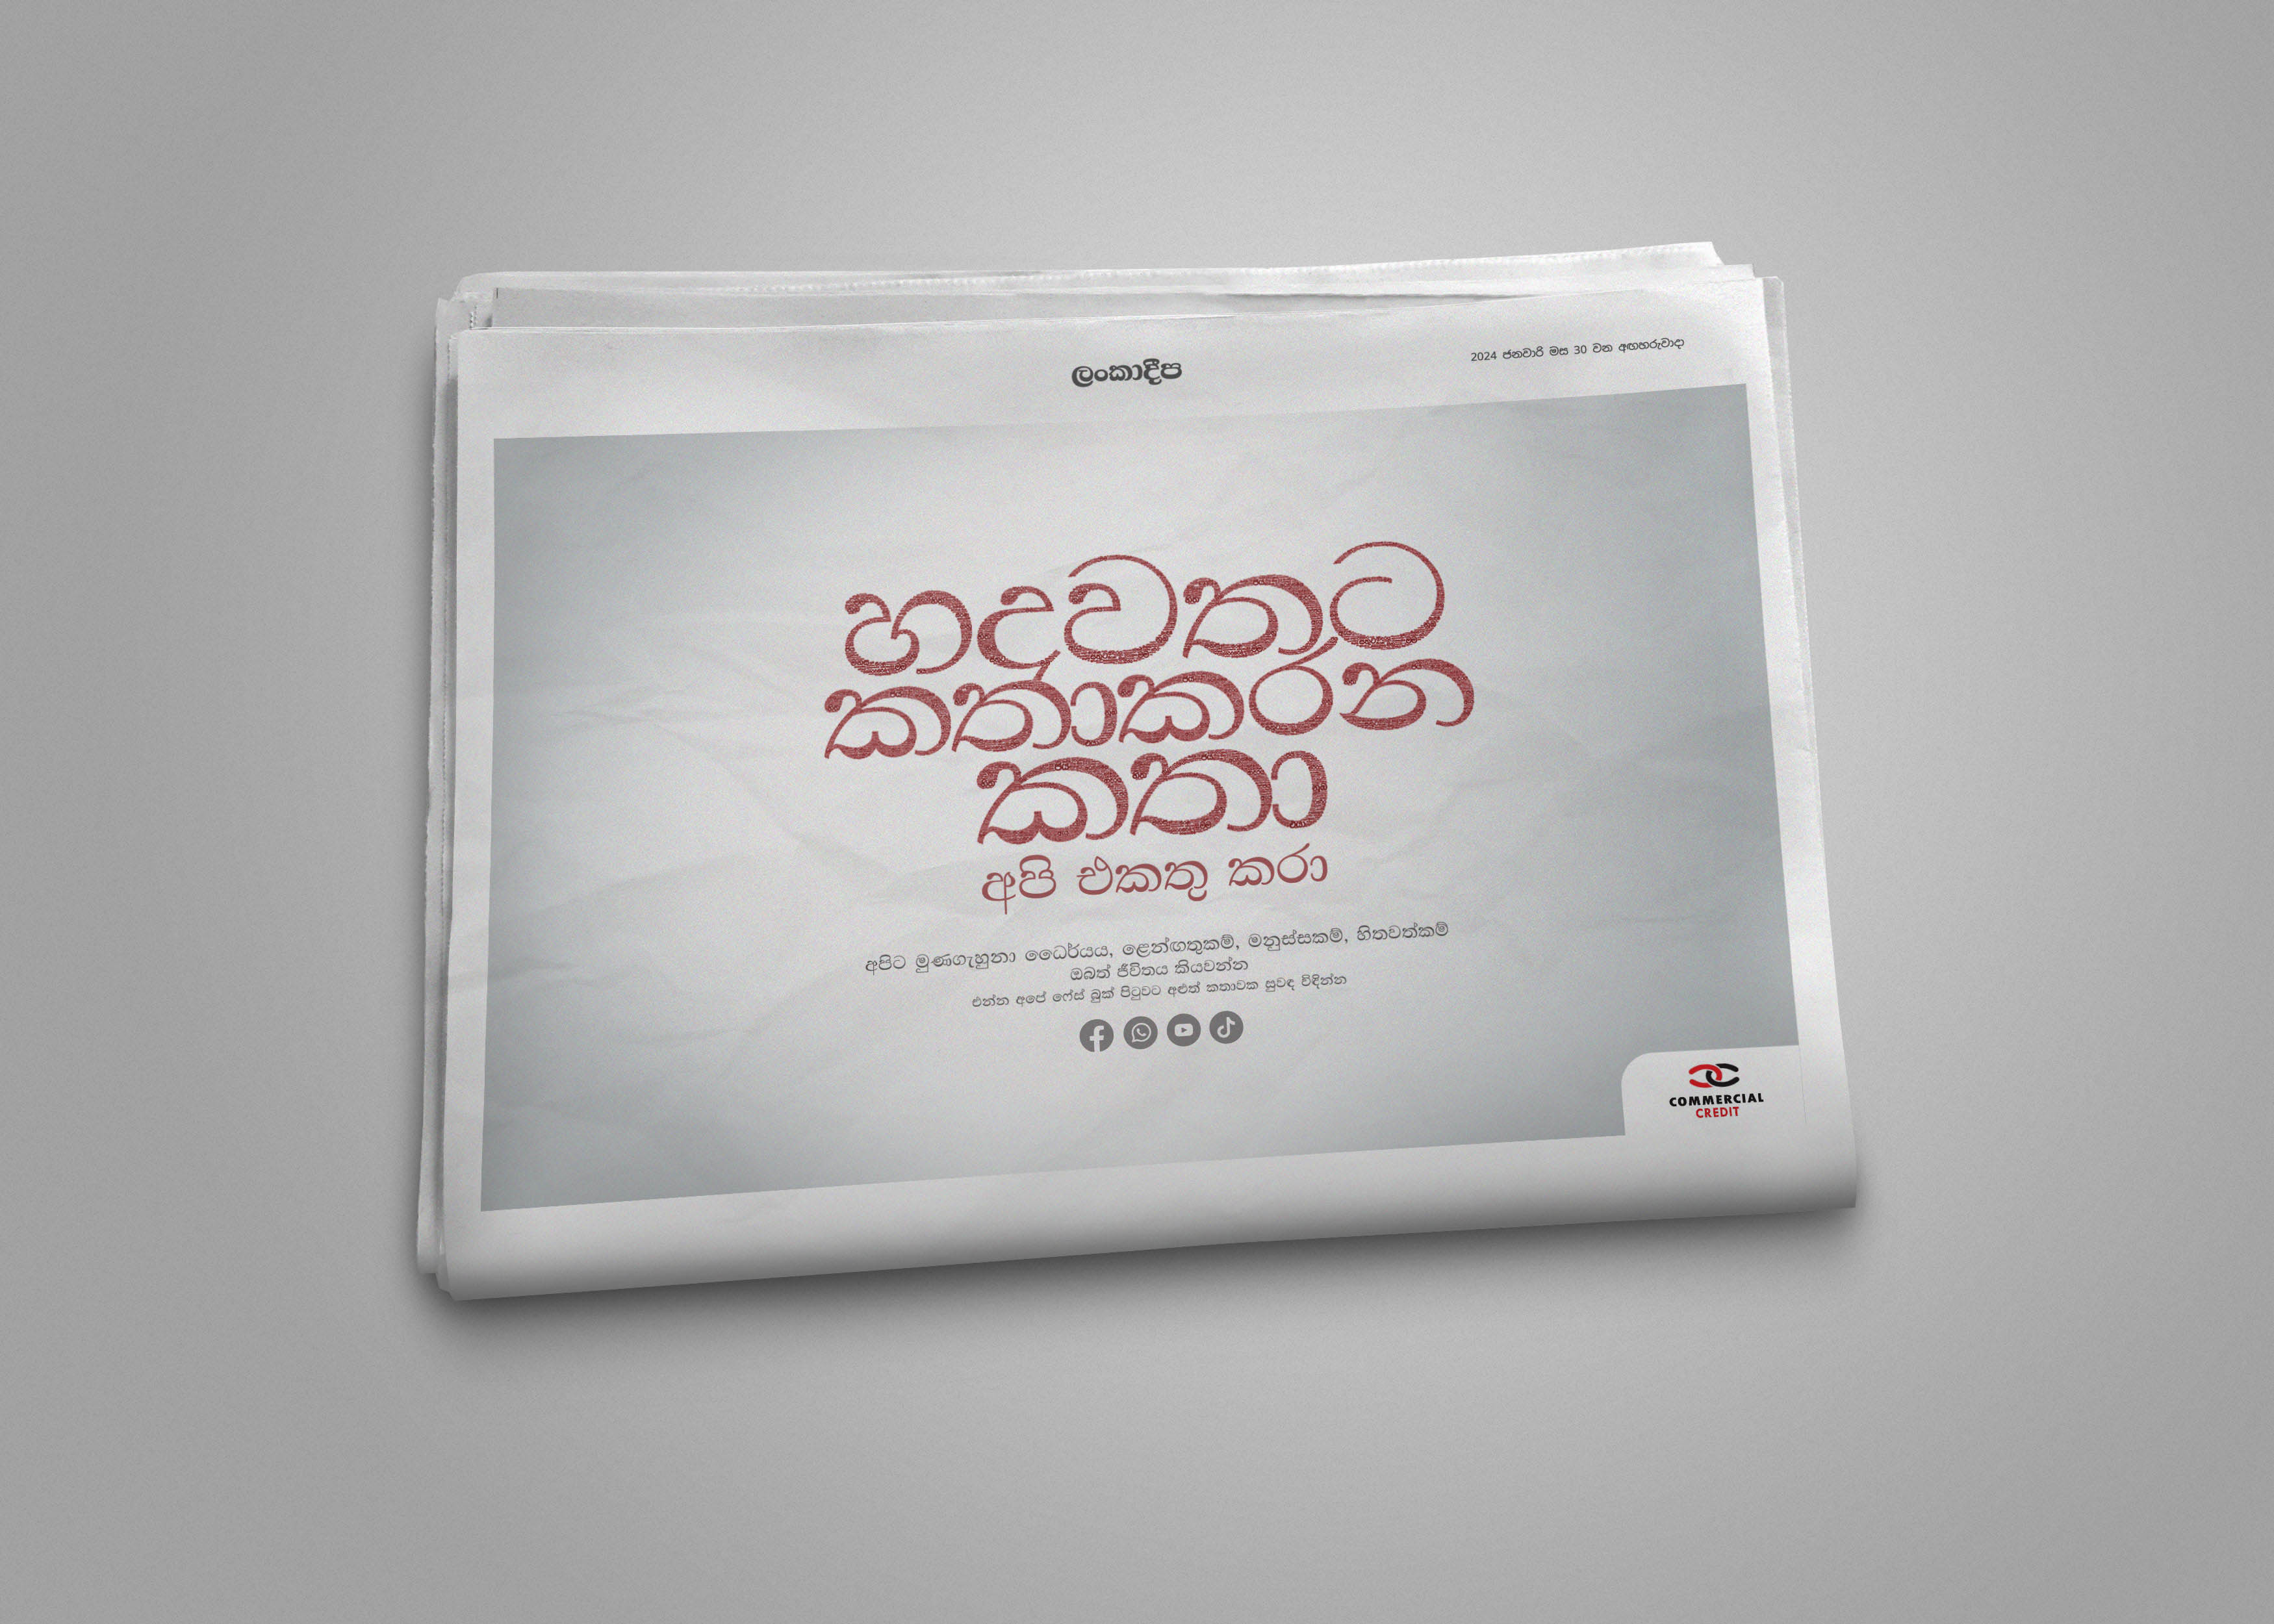 ලංකාදීප
2024 ජනවාරි මස 30 වන අඟහරුවාදා
හදවතට
කතාකරන
කතා
අපි එකතු කරා
අපිට මුණගැහුනා ධෛර්යය, ළෙන්ගතුකම්, මනුස්සකම්, හිතවත්කම්
ඔබත් ජීවිතය කියවන්න
එන්න අපේ ෆේස් බුක් පිටුවට අළුත් කතාවක සුවඳ විඳින්න
COMMERCIAL
CREDIT